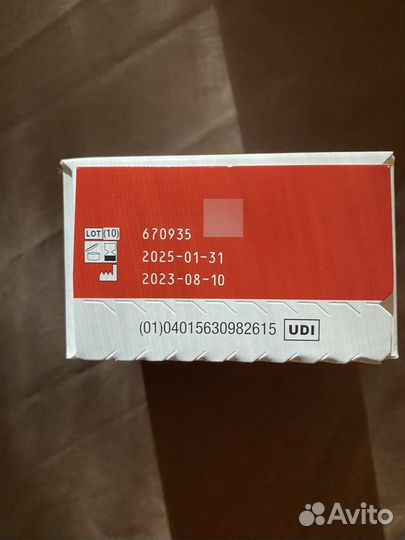 LOT (10) 670935
2025-01-31
2023-08-10
(01)04015630982615 UDI
Avito